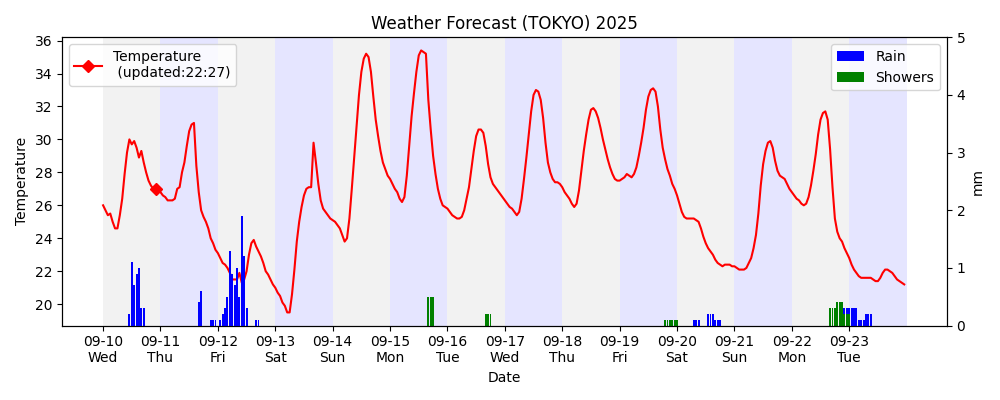 Weather Forecast (TOKYO) 2025
Temperature
(updated:22:27)
Rain
Showers
36
34
32
30
28
26
24
22
20
Temperature
5
4
3
2
1
0
mm
09-10 09-11 09-12 09-13 09-14 09-15 09-16 09-17 09-18 09-19 09-20 09-21 09-22 09-23
Wed Thu Fri Sat Sun Mon Tue Wed Thu Fri Sat Sun Mon Tue
Date